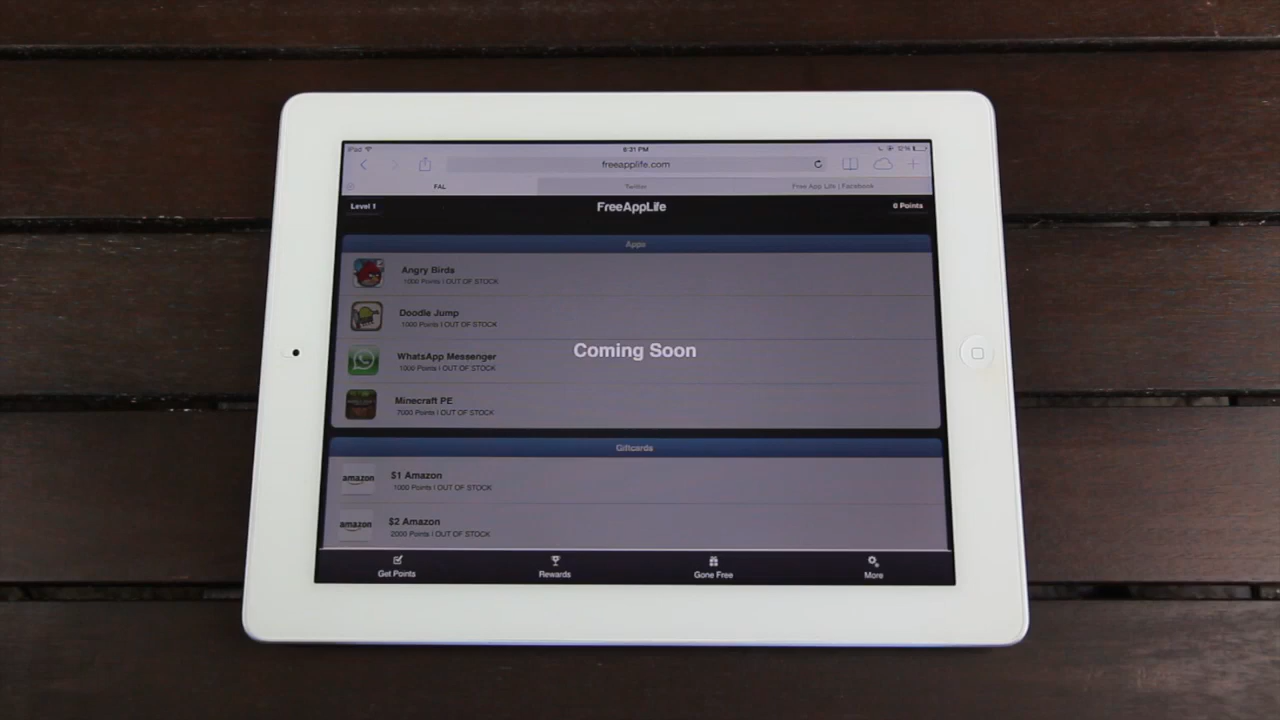 iPad 6:31 PM 12%
freeapplife.com
FAL Twitter Free App Life | Facebook
Level 1 FreeAppLife 0 Points
Apps
Angry Birds
1000 Points | OUT OF STOCK
Doodle Jump
1000 Points | OUT OF STOCK
Coming Soon
WhatsApp Messenger
1000 Points | OUT OF STOCK
Minecraft PE
7000 Points | OUT OF STOCK
Giftcards
amazon $1 Amazon
1000 Points | OUT OF STOCK
amazon $2 Amazon
2000 Points | OUT OF STOCK
Get Points Rewards Gone Free More